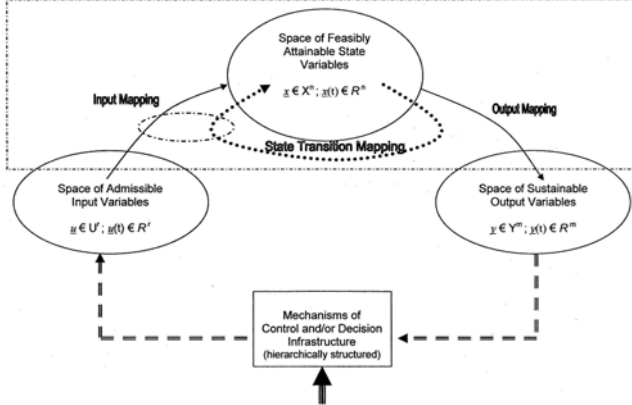 Space of Feasibly
Attainable State
Variables
x ∈ Xⁿ ; x(t) ∈ Rⁿ
Input Mapping
Output Mapping
State Transition Mapping
Space of Admissible
Input Variables
u ∈ Uʳ ; u(t) ∈ Rʳ
Space of Sustainable
Output Variables
y ∈ Yᵐ ; y(t) ∈ Rᵐ
Mechanisms of
Control and/or Decision
Infrastructure
(hierarchically structured)